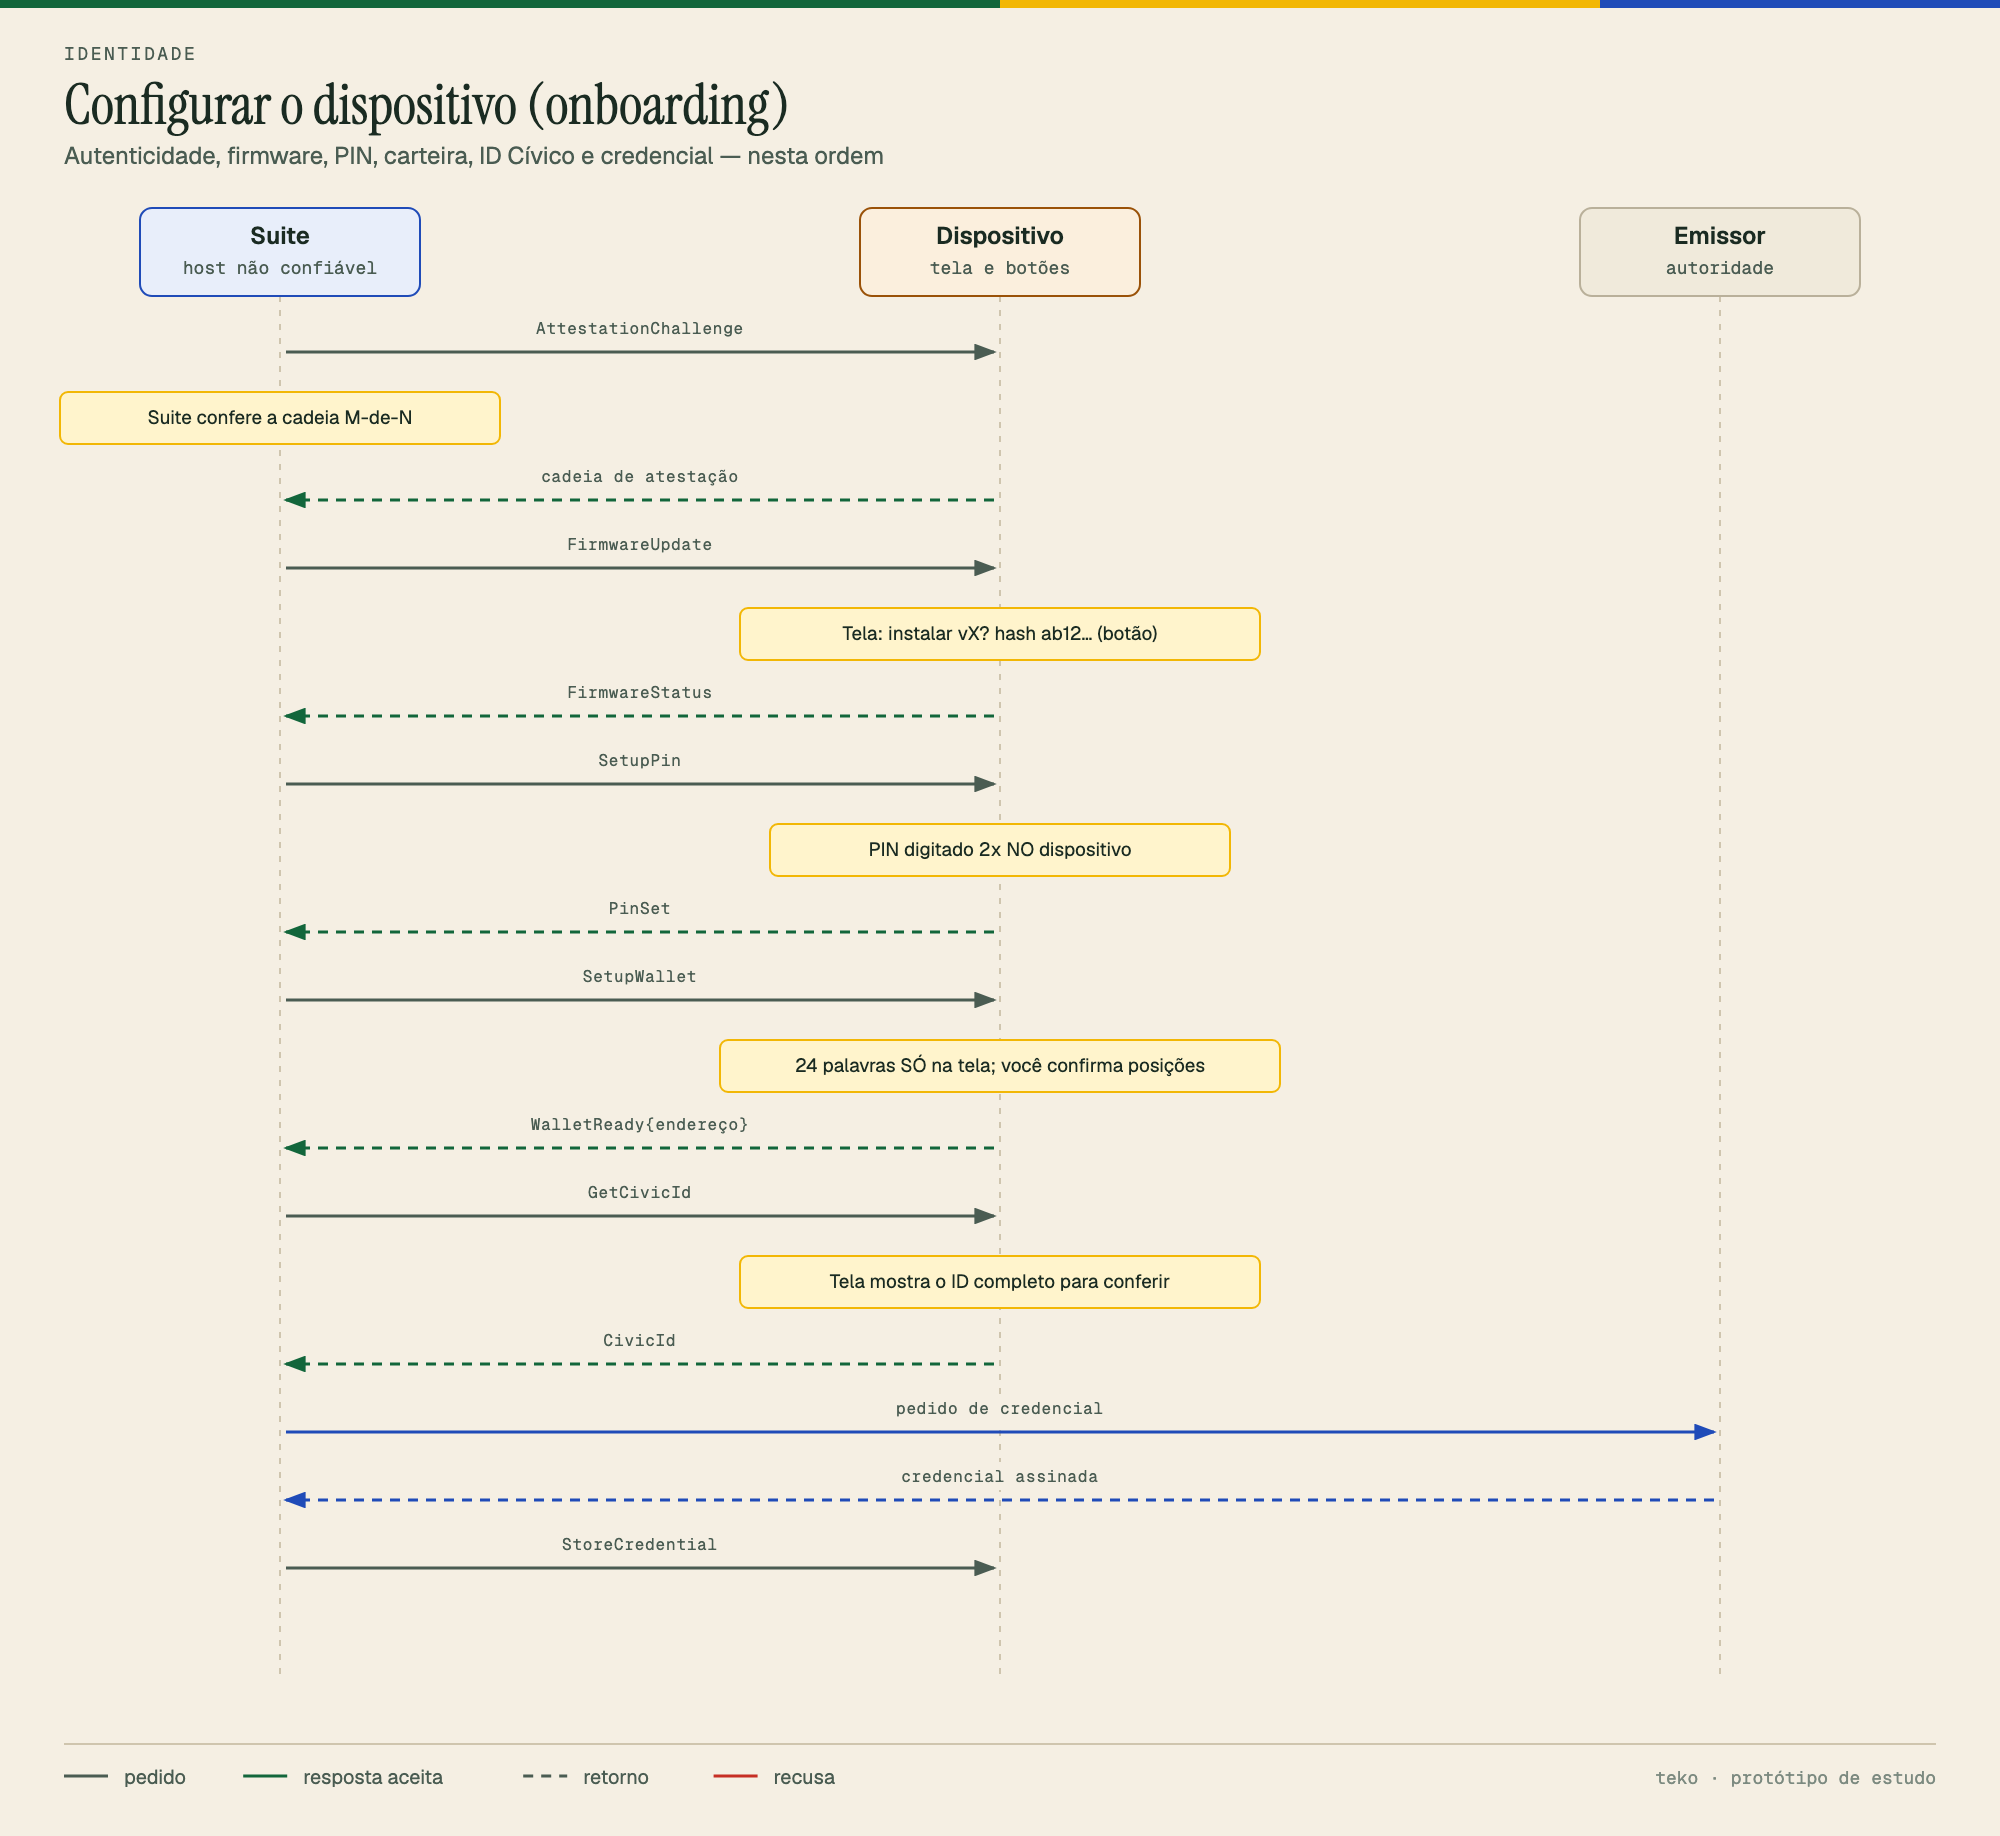 IDENTIDADE
Configurar o dispositivo (onboarding)
Autenticidade, firmware, PIN, carteira, ID Cívico e credencial — nesta ordem
Suite
host não confiável
Dispositivo
tela e botões
Emissor
autoridade
AttestationChallenge
Suite confere a cadeia M-de-N
cadeia de atestação
FirmwareUpdate
Tela: instalar vX? hash ab12... (botão)
FirmwareStatus
SetupPin
PIN digitado 2x NO dispositivo
PinSet
SetupWallet
24 palavras SÓ na tela; você confirma posições
WalletReady{endereço}
GetCivicId
Tela mostra o ID completo para conferir
CivicId
pedido de credencial
credencial assinada
StoreCredential
pedido
resposta aceita
retorno
recusa
teko · protótipo de estudo